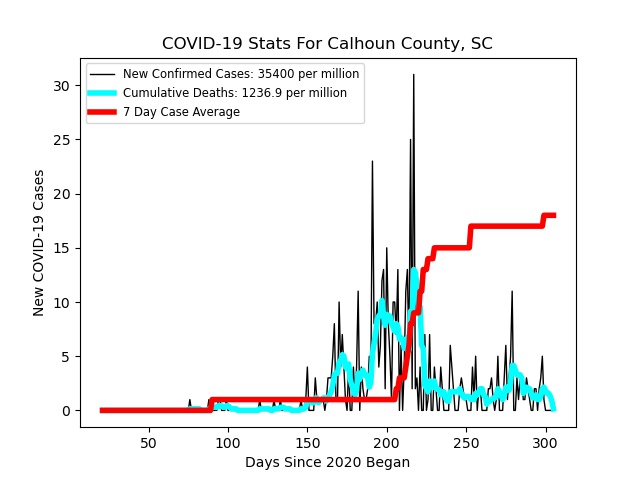 COVID-19 Stats For Calhoun County, SC
New Confirmed Cases: 35400 per million
Cumulative Deaths: 1236.9 per million
7 Day Case Average
New COVID-19 Cases
30
25
20
15
10
5
0
50 100 150 200 250 300
Days Since 2020 Began